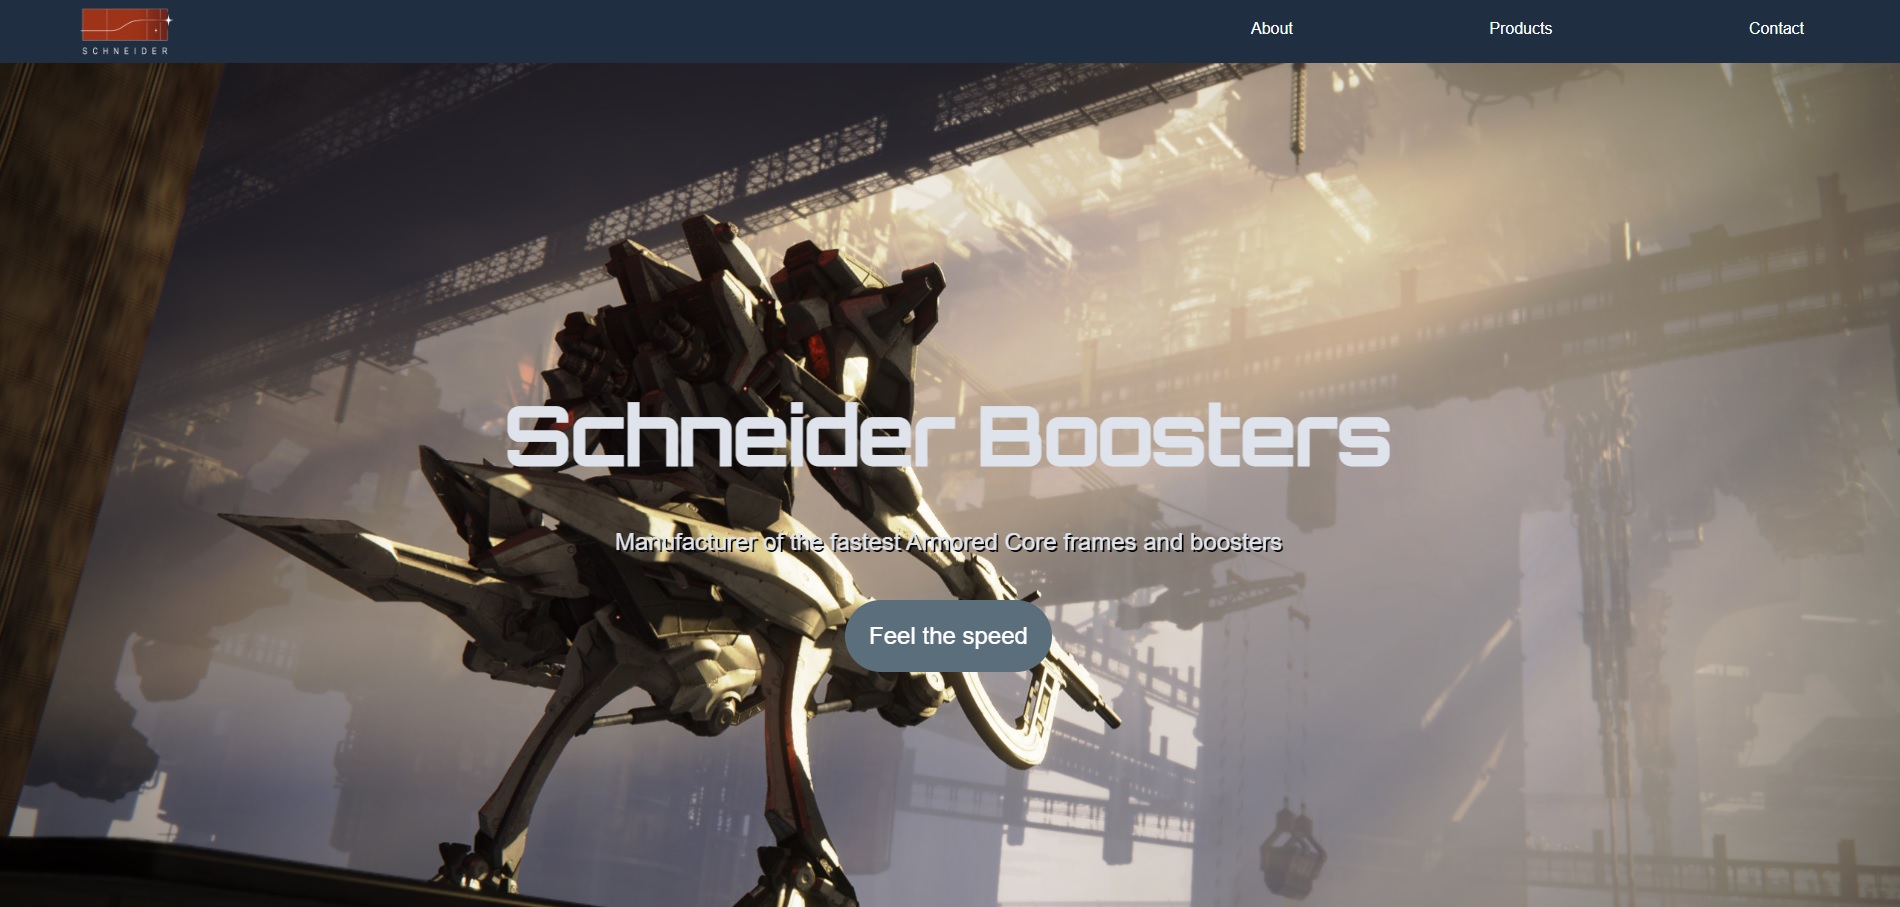 SCHNEIDER
About
Products
Contact
Schneider Boosters
Manufacturer of the fastest Armored Core frames and boosters
Feel the speed